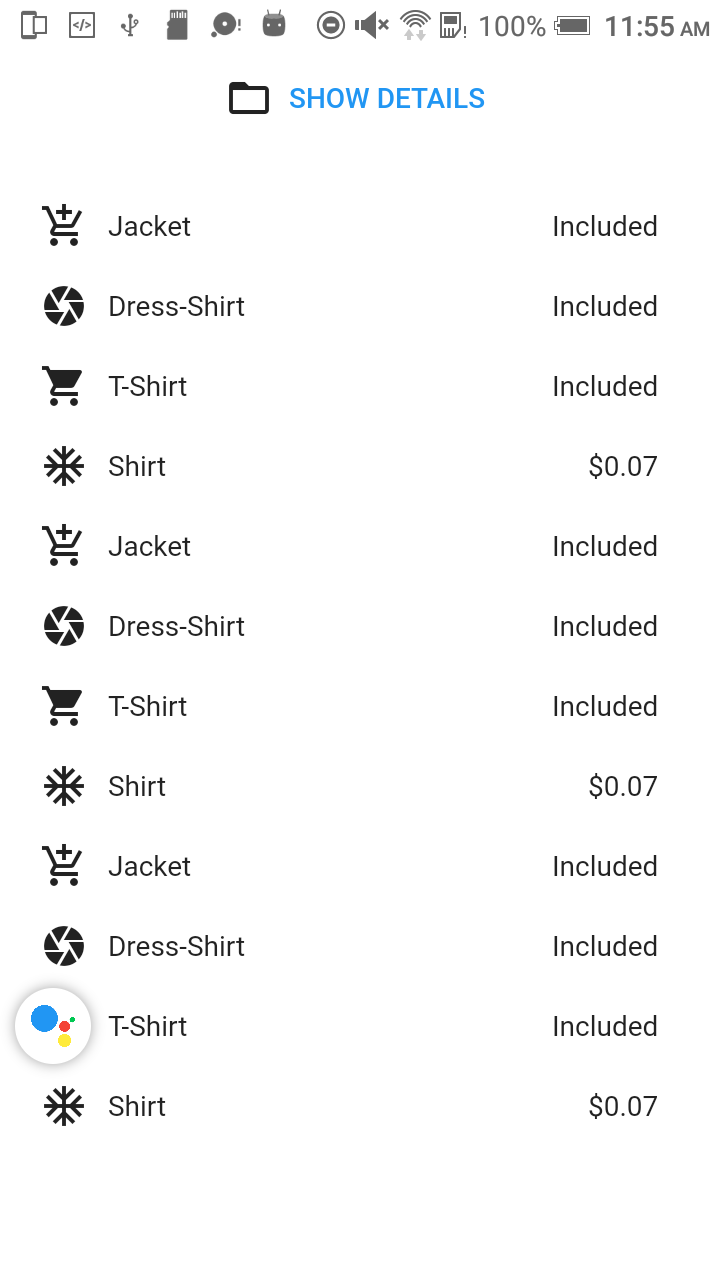 100% 11:55 AM
SHOW DETAILS
Jacket Included
Dress-Shirt Included
T-Shirt Included
Shirt $0.07
Jacket Included
Dress-Shirt Included
T-Shirt Included
Shirt $0.07
Jacket Included
Dress-Shirt Included
T-Shirt Included
Shirt $0.07